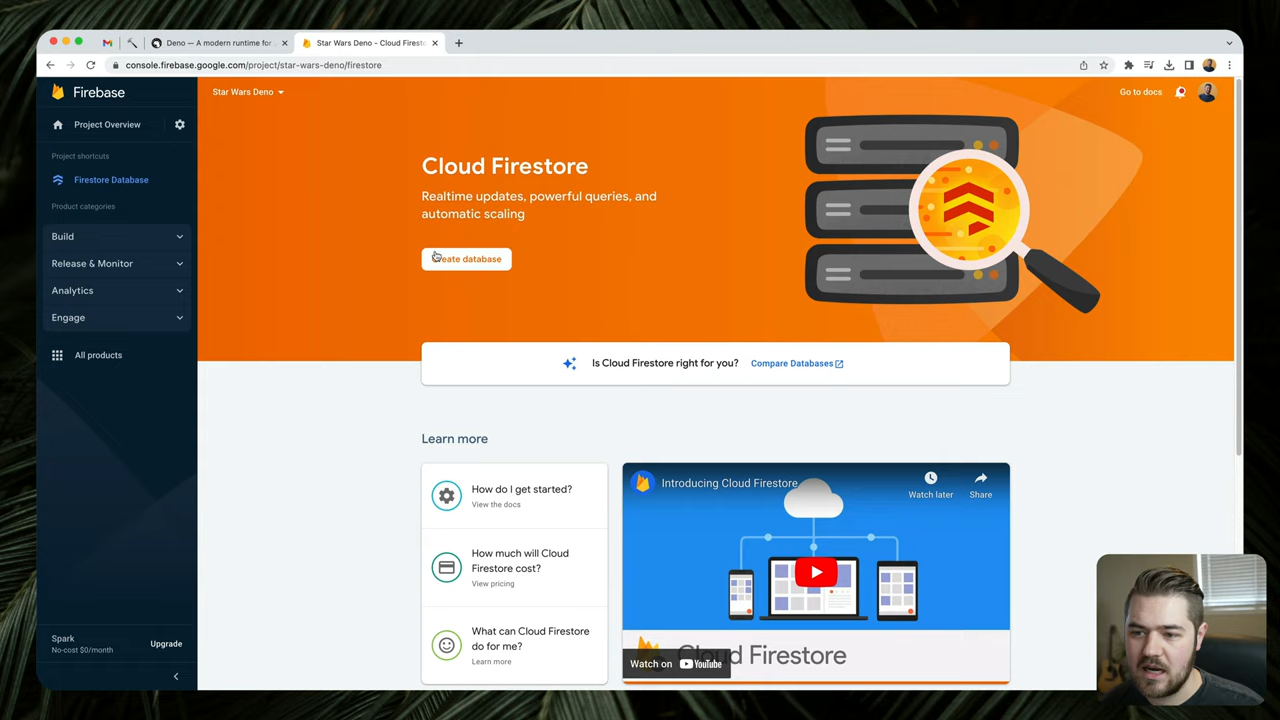 Deno — A modern runtime for
Star Wars Deno - Cloud Firest
console.firebase.google.com/project/star-wars-deno/firestore
Firebase
Star Wars Deno
Go to docs
Project Overview
Project shortcuts
Firestore Database
Product categories
Build
Release & Monitor
Analytics
Engage
All products
Spark
No-cost $0/month
Upgrade
Cloud Firestore
Realtime updates, powerful queries, and
automatic scaling
Create database
Is Cloud Firestore right for you?
Compare Databases
Learn more
How do I get started?
View the docs
How much will Cloud
Firestore cost?
View pricing
What can Cloud Firestore
do for me?
Learn more
Introducing Cloud Firestore
Watch later
Share
Cloud Firestore
Watch on YouTube